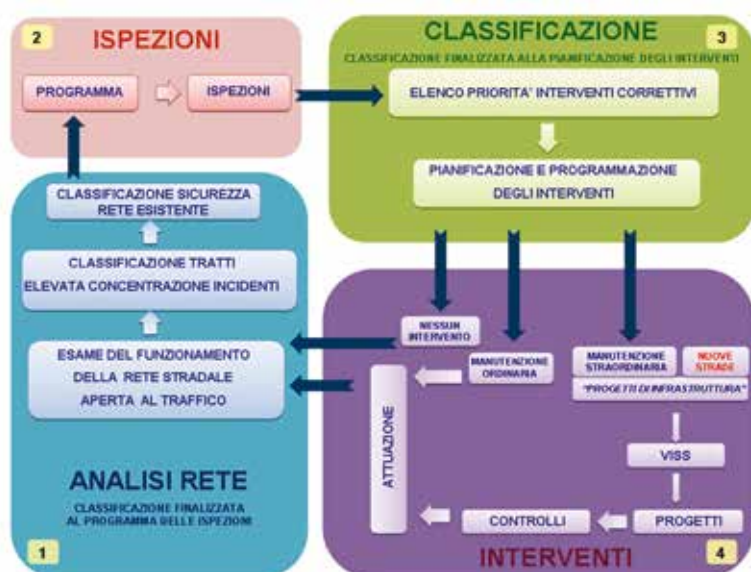 2
ISPEZIONI
PROGRAMMA
ISPEZIONI
CLASSIFICAZIONE
3
CLASSIFICAZIONE FINALIZZATA ALLA PIANIFICAZIONE DEGLI INTERVENTI
ELENCO PRIORITA' INTERVENTI CORRETTIVI
PIANIFICAZIONE E PROGRAMMAZIONE
DEGLI INTERVENTI
CLASSIFICAZIONE SICUREZZA
RETE ESISTENTE
CLASSIFICAZIONE TRATTI
ELEVATA CONCENTRAZIONE INCIDENTI
ESAME DEL FUNZIONAMENTO
DELLA RETE STRADALE
APERTA AL TRAFFICO
ANALISI RETE
CLASSIFICAZIONE FINALIZZATA
AL PROGRAMMA DELLE ISPEZIONI
1
NESSUN
INTERVENTO
MANUTENZIONE
ORDINARIA
MANUTENZIONE
STRAORDINARIA
NUOVE
STRADE
"PROGETTI DI INFRASTRUTTURA"
VISS
PROGETTI
CONTROLLI
ATTUAZIONE
INTERVENTI
4